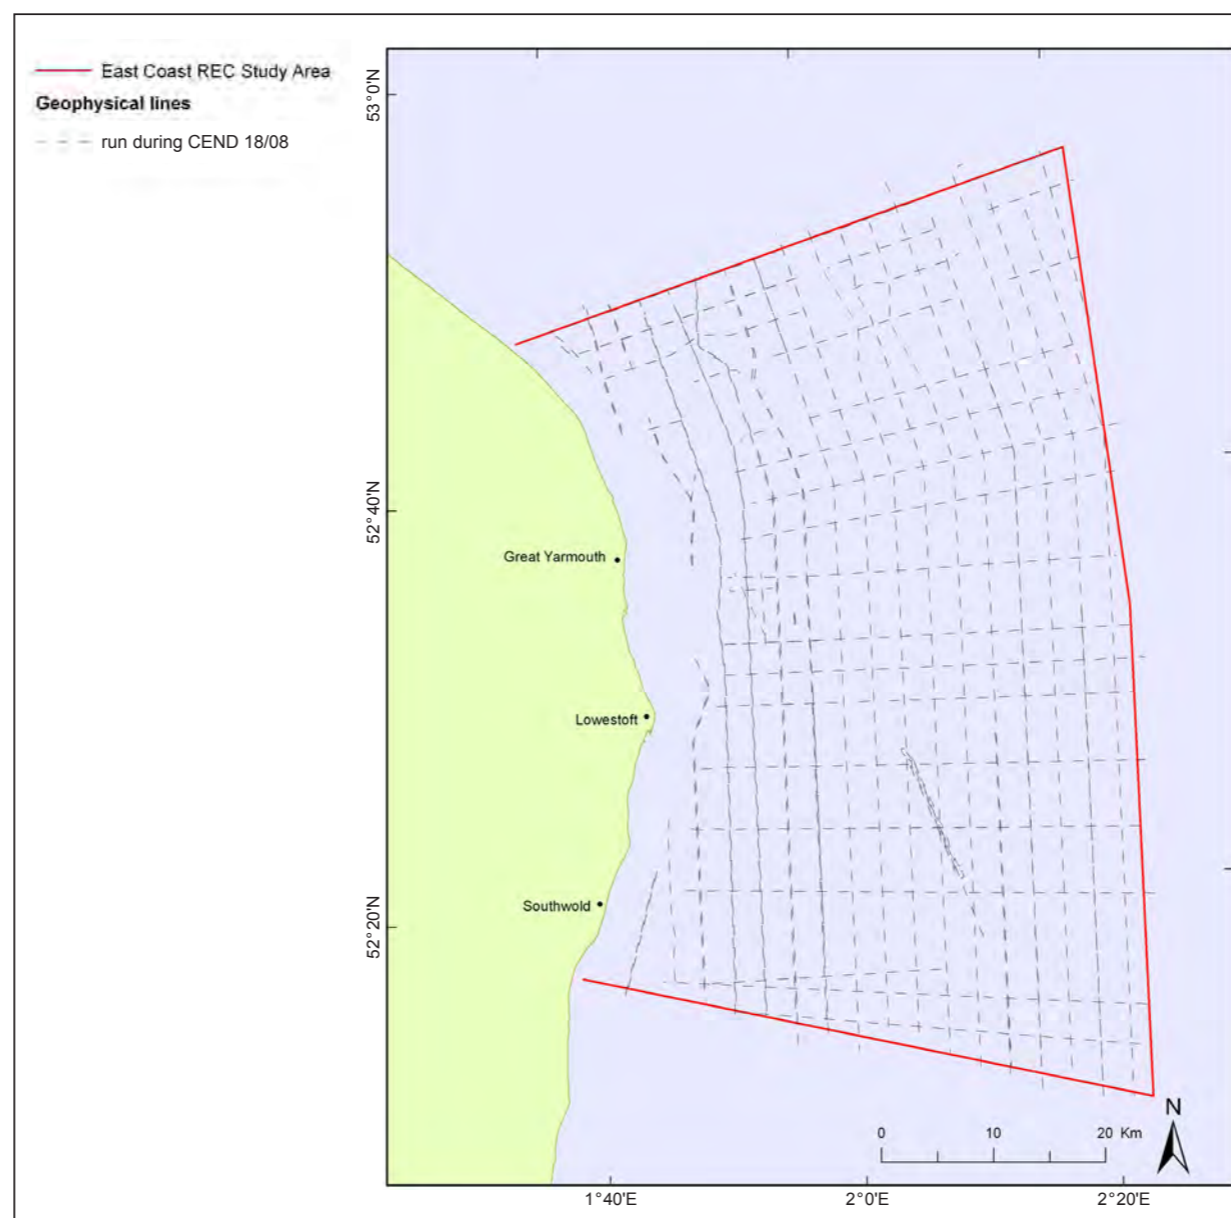 East Coast REC Study Area
Geophysical lines
run during CEND 18/08
53°0'N
52°40'N
52°20'N
Great Yarmouth
Lowestoft
Southwold
N
0 10 20 Km
1°40'E 2°0'E 2°20'E